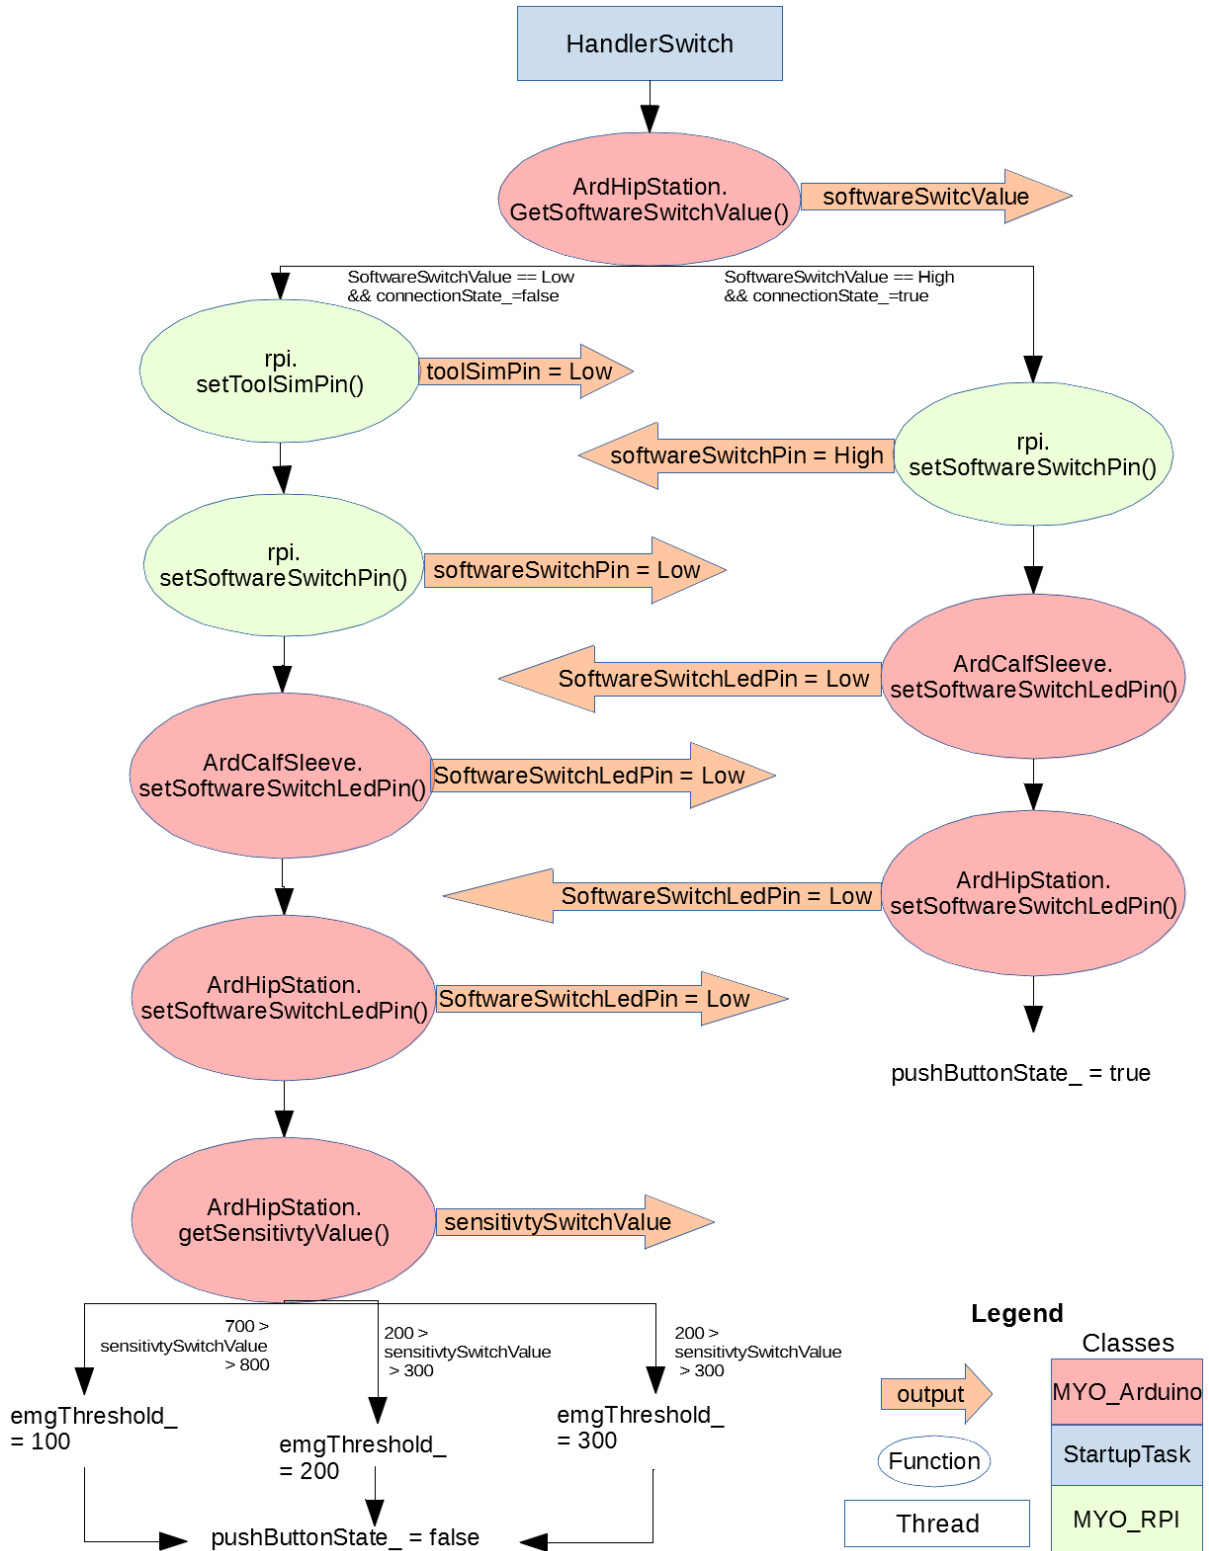 HandlerSwitch
ArdHipStation.
GetSoftwareSwitchValue()
softwareSwitcValue
SoftwareSwitchValue == Low
&& connectionState_=false
SoftwareSwitchValue == High
&& connectionState_=true
rpi.
setToolSimPin()
toolSimPin = Low
rpi.
setSoftwareSwitchPin()
softwareSwitchPin = High
rpi.
setSoftwareSwitchPin()
softwareSwitchPin = Low
ArdCalfSleeve.
setSoftwareSwitchLedPin()
SoftwareSwitchLedPin = Low
ArdCalfSleeve.
setSoftwareSwitchLedPin()
SoftwareSwitchLedPin = Low
ArdHipStation.
setSoftwareSwitchLedPin()
SoftwareSwitchLedPin = Low
ArdHipStation.
setSoftwareSwitchLedPin()
SoftwareSwitchLedPin = Low
pushButtonState_ = true
ArdHipStation.
getSensitivtyValue()
sensitivtySwitchValue
700 >
sensitivtySwitchValue
> 800
200 >
sensitivtySwitchValue
> 300
200 >
sensitivtySwitchValue
> 300
emgThreshold_
= 100
emgThreshold_
= 200
emgThreshold_
= 300
pushButtonState_ = false
Legend
Classes
output
MYO_Arduino
Function
StartupTask
Thread
MYO_RPI